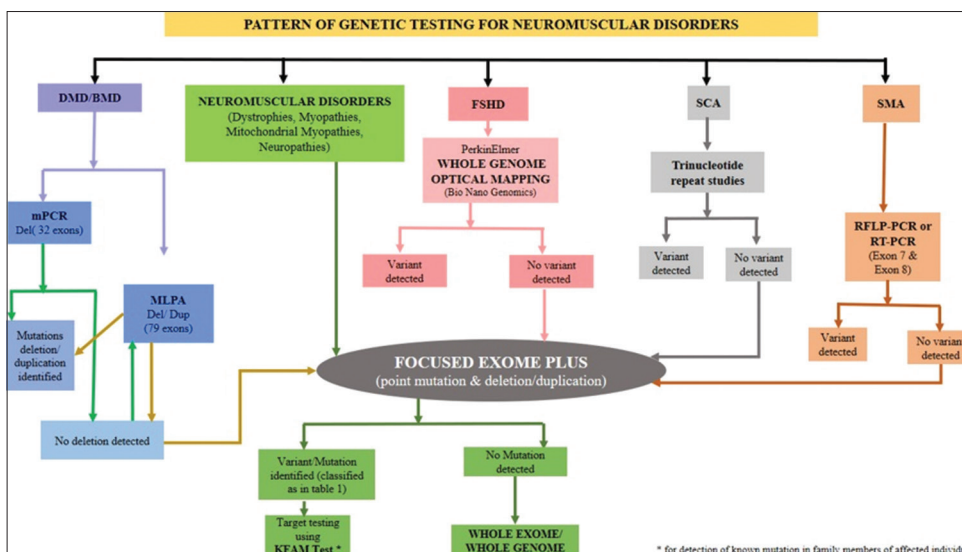 PATTERN OF GENETIC TESTING FOR NEUROMUSCULAR DISORDERS
DMD/BMD
NEUROMUSCULAR DISORDERS
(Dystrophies, Myopathies,
Mitochondrial Myopathies,
Neuropathies)
FSHD
SCA
SMA
PerkinElmer
WHOLE GENOME
OPTICAL MAPPING
(Bio Nano Genomics)
Trinucleotide
repeat studies
mPCR
Del( 32 exons)
RFLP-PCR or
RT-PCR
(Exon 7 &
Exon 8)
Variant
detected
No variant
detected
Variant
detected
No variant
detected
MLPA
Del/ Dup
(79 exons)
Mutations
deletion/
duplication
identified
Variant
detected
No variant
detected
FOCUSED EXOME PLUS
(point mutation & deletion/duplication)
No deletion detected
Variant/Mutation
identified (classified
as in table 1)
No Mutation
detected
Target testing
using
KFAM Test *
WHOLE EXOME/
WHOLE GENOME
* for detection of known mutation in family members of affected